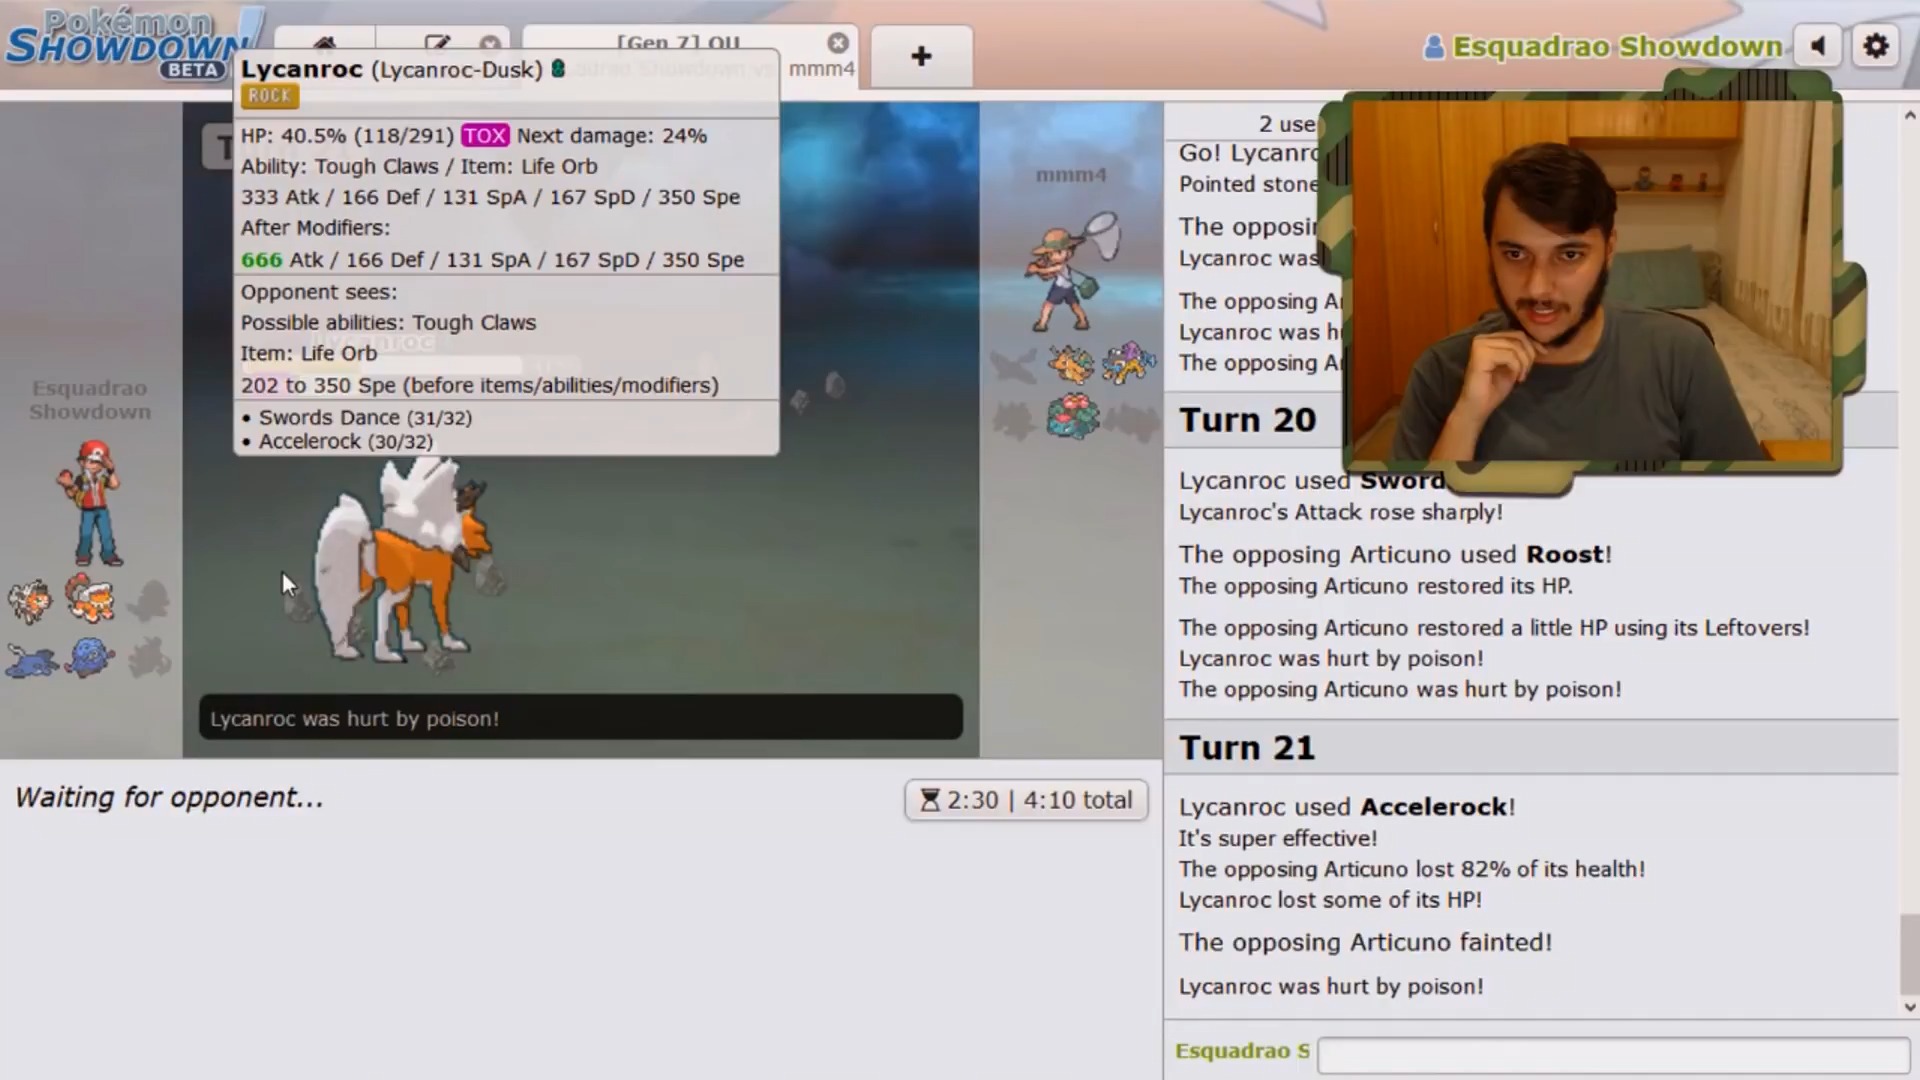 Pokémon
SHOWDOWN!
BETA
[Gen 7] OU
mmm4
+
Esquadrao Showdown
Lycanroc (Lycanroc-Dusk)
ROCK
HP: 40.5% (118/291) TOX Next damage: 24%
Ability: Tough Claws / Item: Life Orb
333 Atk / 166 Def / 131 SpA / 167 SpD / 350 Spe
After Modifiers:
666 Atk / 166 Def / 131 SpA / 167 SpD / 350 Spe
Opponent sees:
Possible abilities: Tough Claws
Item: Life Orb
202 to 350 Spe (before items/abilities/modifiers)
• Swords Dance (31/32)
• Accelerock (30/32)
Esquadrao
Showdown
mmm4
Lycanroc was hurt by poison!
Waiting for opponent...
2:30 | 4:10 total
2 use
Go! Lycanro
Pointed stone
The opposin
Lycanroc was
The opposing Ar
Lycanroc was hu
The opposing Ar
Turn 20
Lycanroc used Sword
Lycanroc's Attack rose sharply!
The opposing Articuno used Roost!
The opposing Articuno restored its HP.
The opposing Articuno restored a little HP using its Leftovers!
Lycanroc was hurt by poison!
The opposing Articuno was hurt by poison!
Turn 21
Lycanroc used Accelerock!
It's super effective!
The opposing Articuno lost 82% of its health!
Lycanroc lost some of its HP!
The opposing Articuno fainted!
Lycanroc was hurt by poison!
Esquadrao S